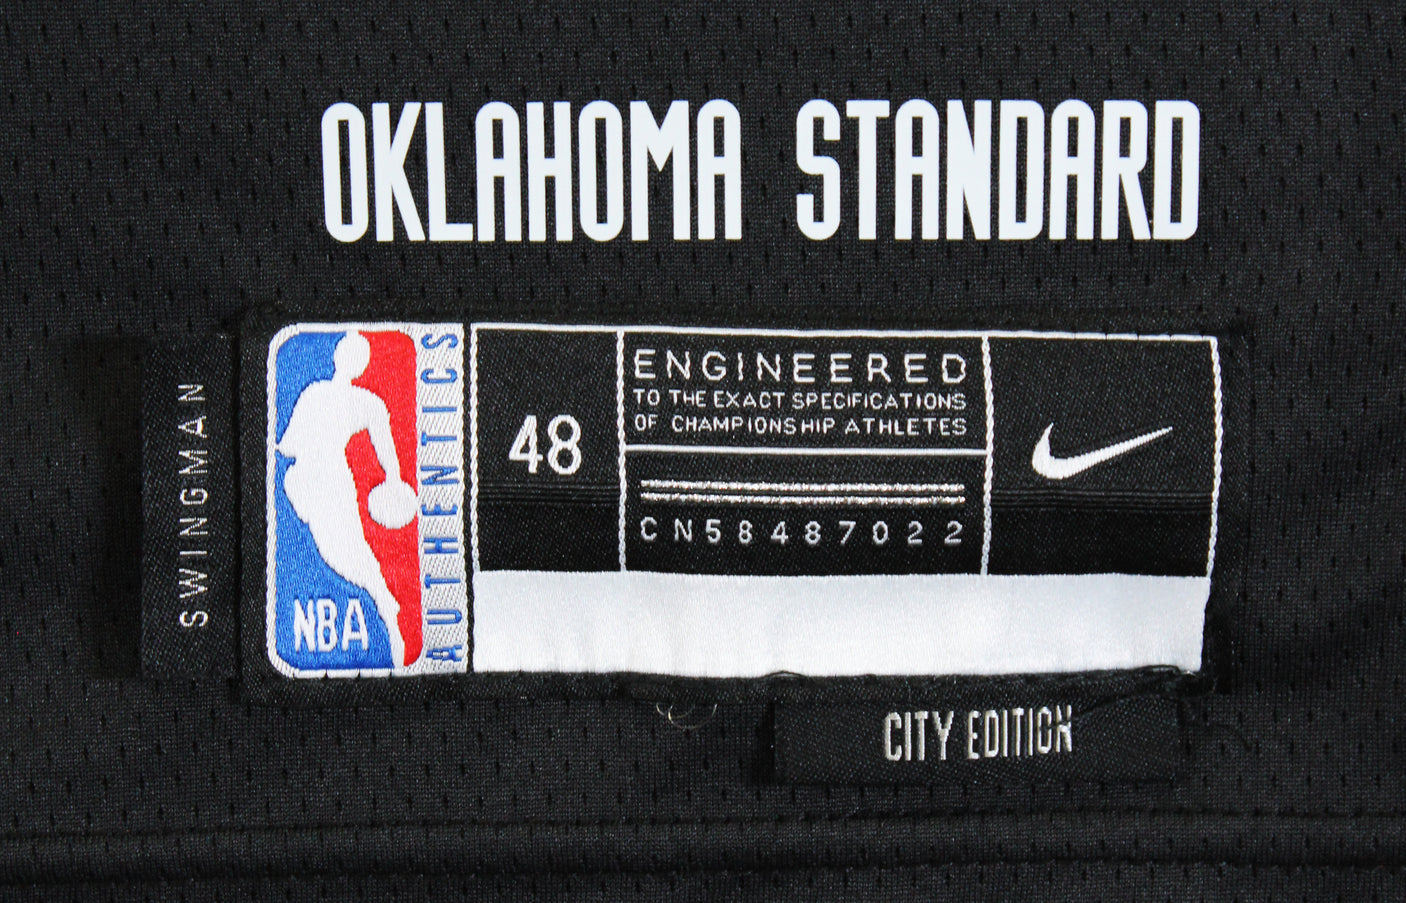 OKLAHOMA STANDARD
SWINGMAN
NBA
AUTHENTICS
48
ENGINEERED
TO THE EXACT SPECIFICATIONS
OF CHAMPIONSHIP ATHLETES
CN58487022
CITY EDITION